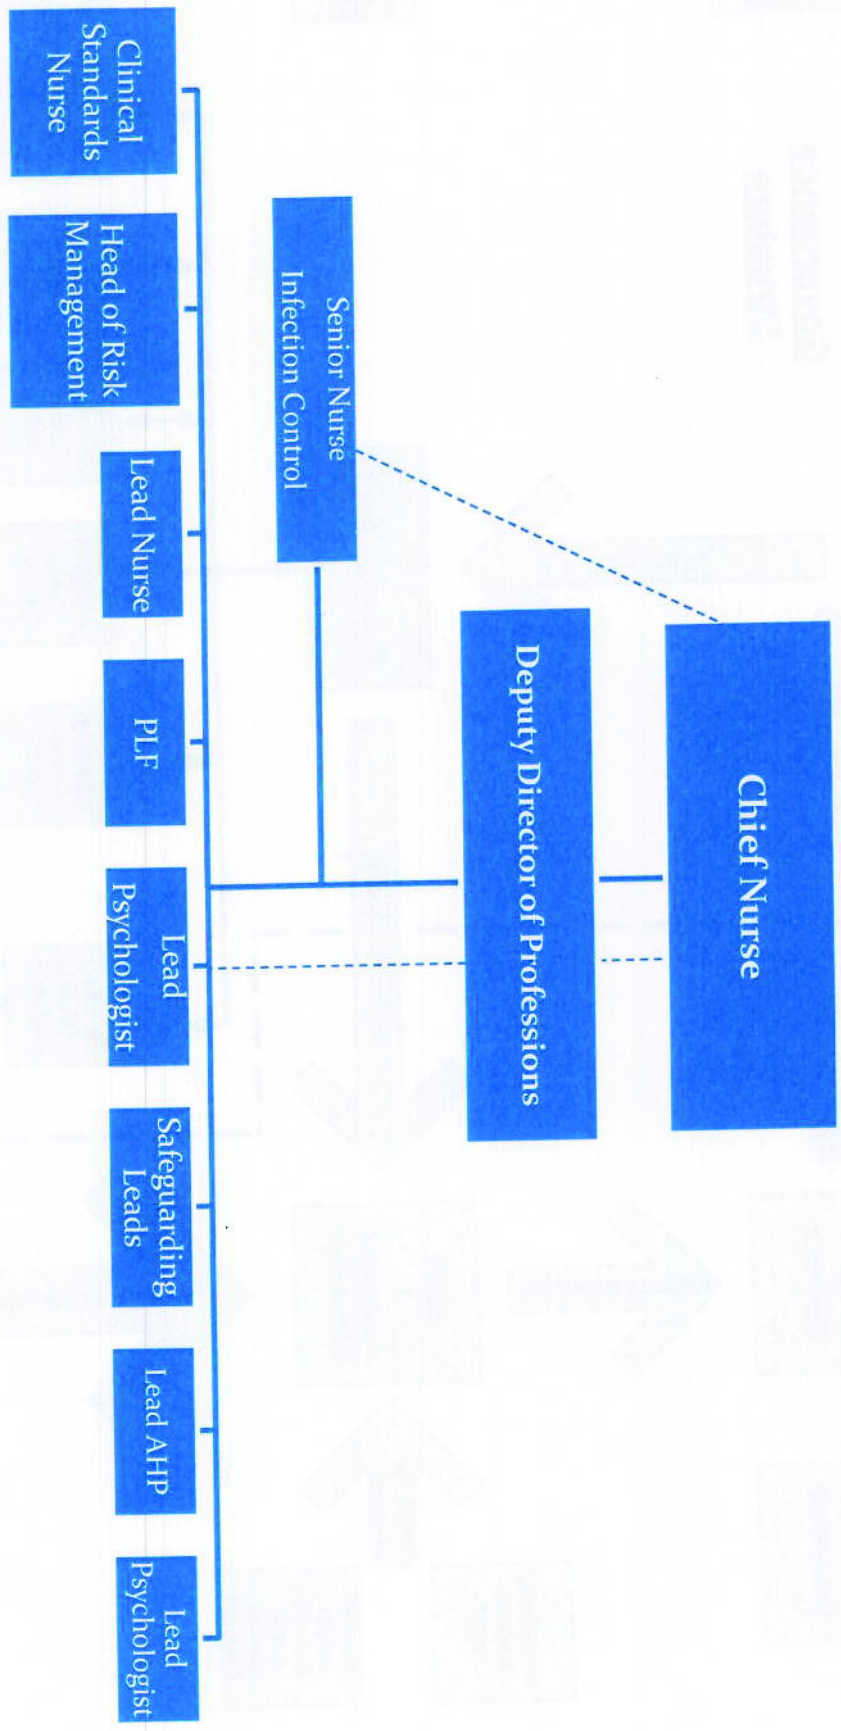 Chief Nurse
Deputy Director of Professions
Senior Nurse
Infection Control
Clinical
Standards
Nurse
Head of Risk
Management
Lead Nurse
PLF
Lead
Psychologist
Safeguarding
Leads
Lead AHP
Lead
Psychologist